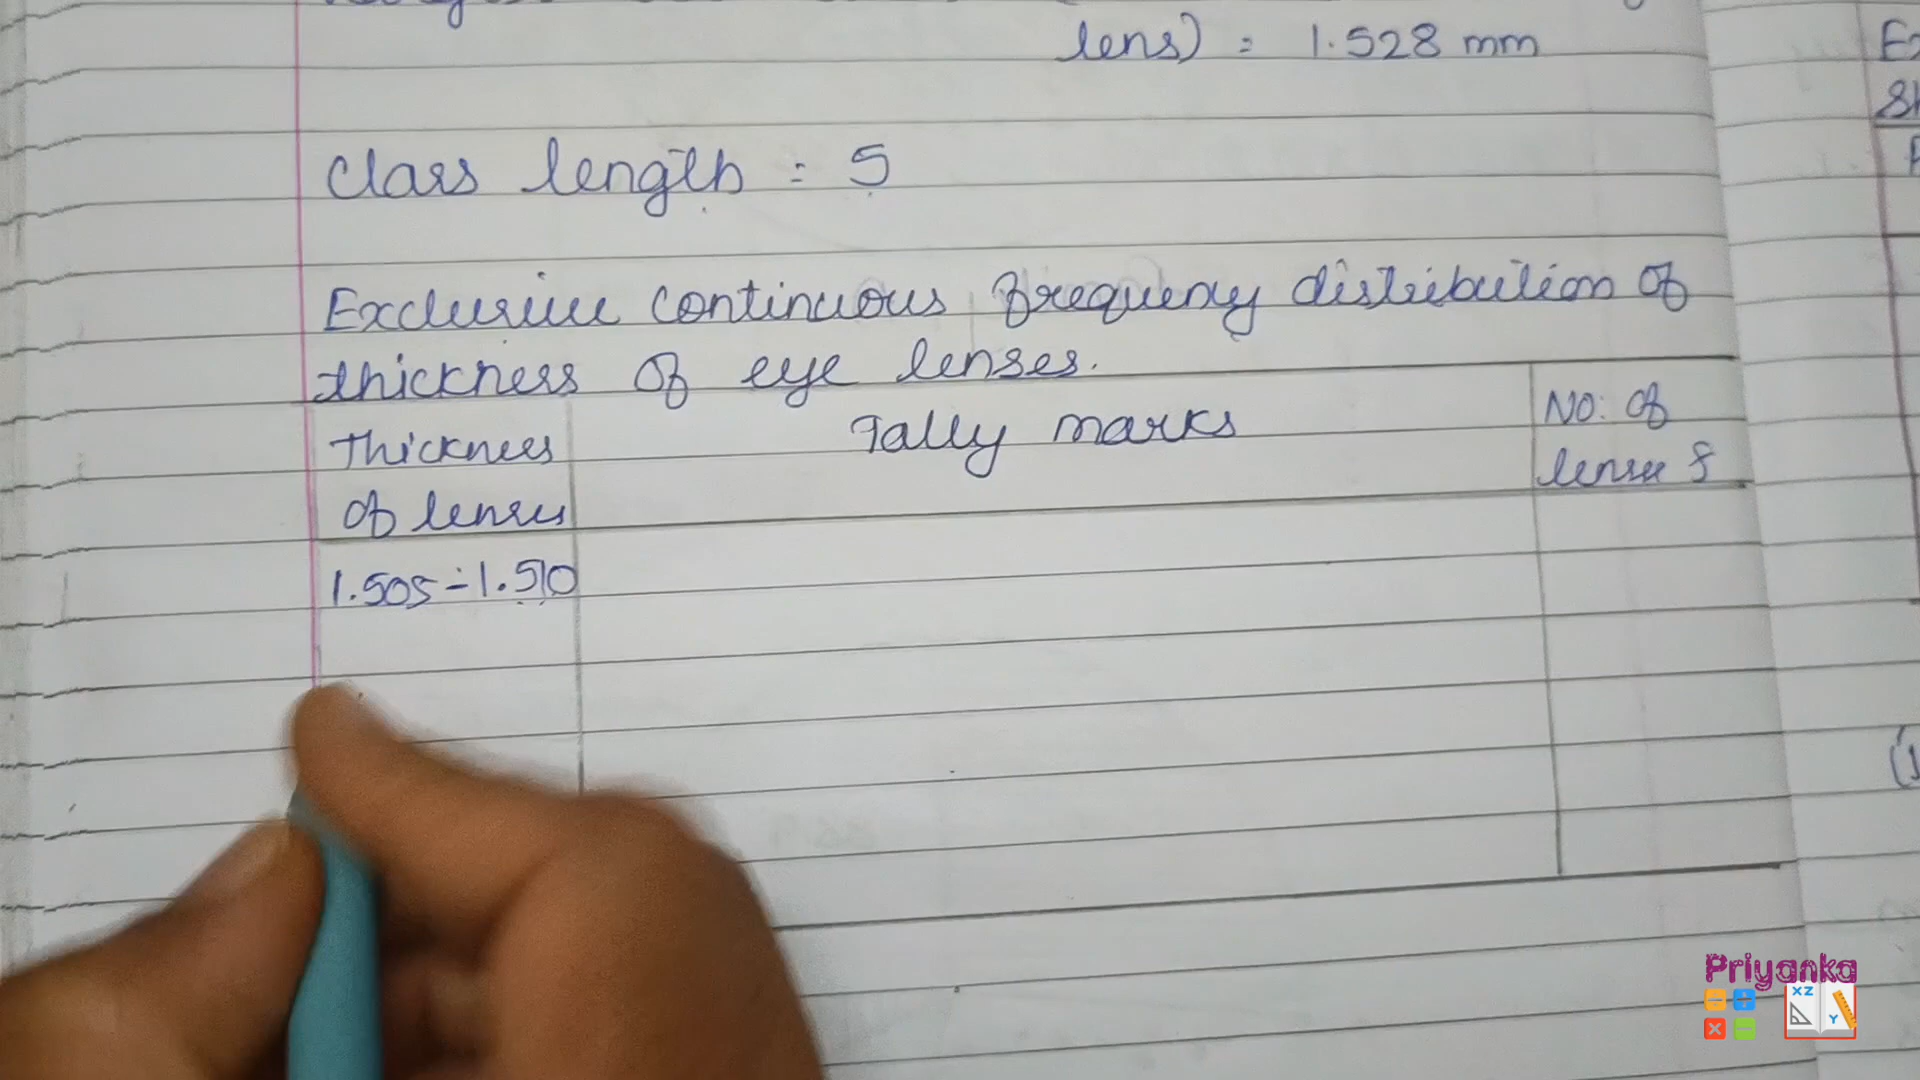 lens) = 1.528 mm
Class length : 5
Exclusive continuous frequency distribution of
thickness of eye lenses.
Thickness
of lenses
Tally marks
No: of
lenses f
1.505 - 1.510
Priyanka
XZ
Y